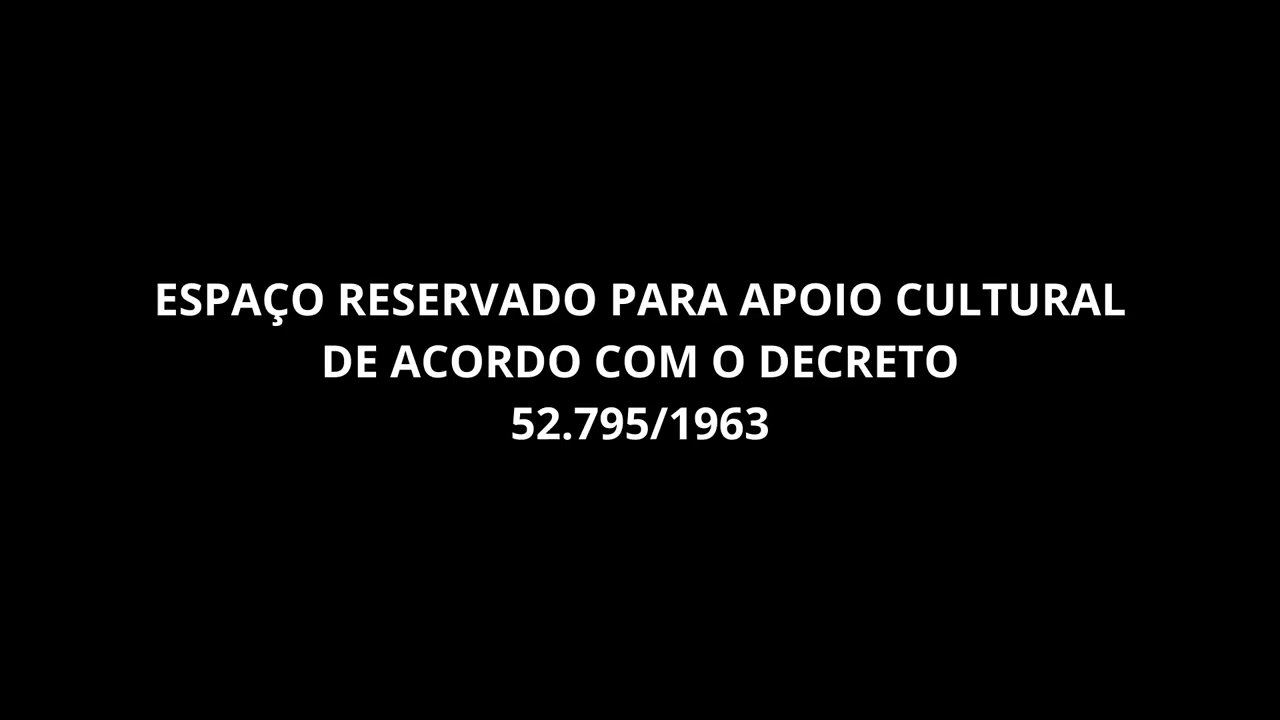 ESPAÇO RESERVADO PARA APOIO CULTURAL
DE ACORDO COM O DECRETO
52.795/1963